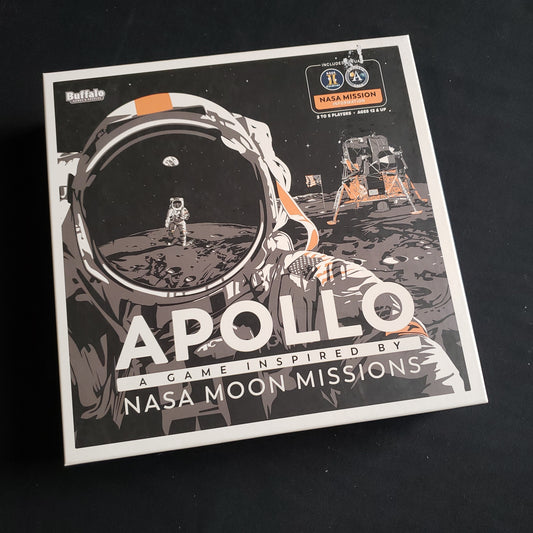 Buffalo
INCLUDES
NASA MISSION
2 TO 5 PLAYERS • AGES 12 & UP
APOLLO
A GAME INSPIRED BY
NASA MOON MISSIONS